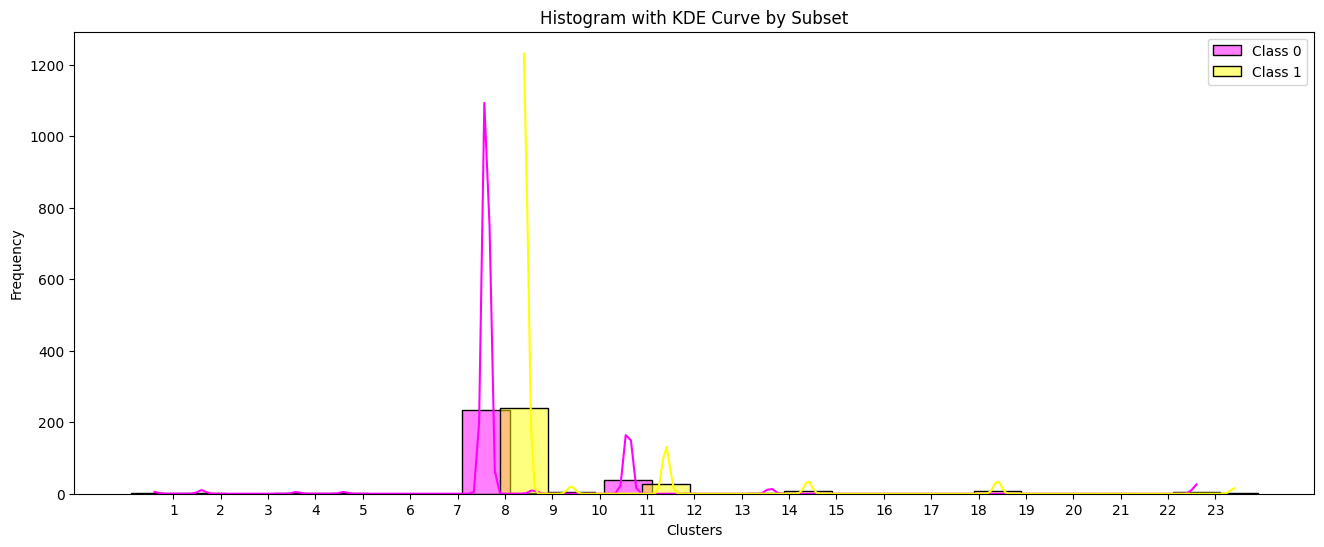 Histogram with KDE Curve by Subset
Class 0
Class 1
1200
1000
800
600
400
200
0
Frequency
1 2 3 4 5 6 7 8 9 10 11 12 13 14 15 16 17 18 19 20 21 22 23
Clusters